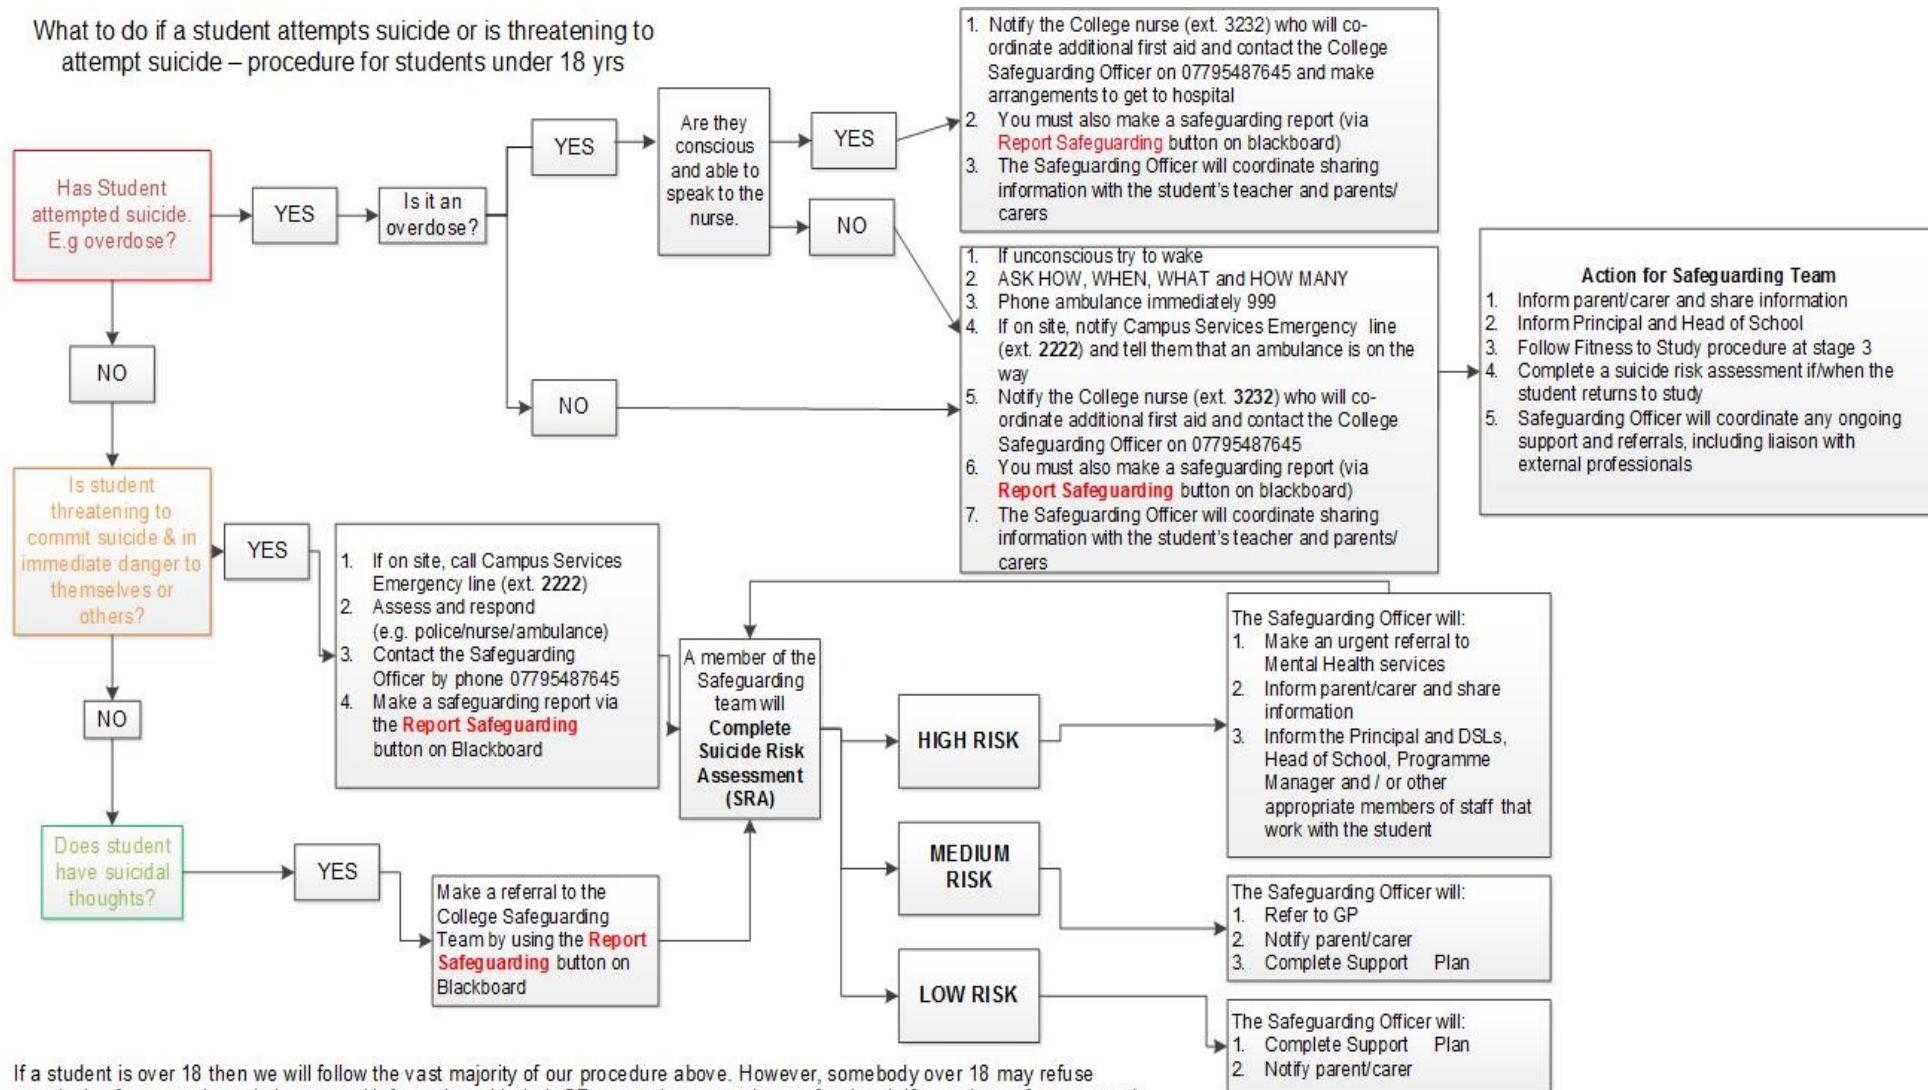 What to do if a student attempts suicide or is threatening to
attempt suicide – procedure for students under 18 yrs
Has Student
attempted suicide.
E.g overdose?
YES
Is it an
overdose?
YES
Are they
conscious
and able to
speak to the
nurse.
YES
1. Notify the College nurse (ext. 3232) who will co-
ordinate additional first aid and contact the College
Safeguarding Officer on 07795487645 and make
arrangements to get to hospital
2. You must also make a safeguarding report (via
Report Safeguarding button on blackboard)
3. The Safeguarding Officer will coordinate sharing
information with the student's teacher and parents/
carers
NO
NO
1. If unconscious try to wake
2. ASK HOW, WHEN, WHAT and HOW MANY
3. Phone ambulance immediately 999
4. If on site, notify Campus Services Emergency line
(ext. 2222) and tell them that an ambulance is on the
way
5. Notify the College nurse (ext. 3232) who will co-
ordinate additional first aid and contact the College
Safeguarding Officer on 07795487645
6. You must also make a safeguarding report (via
Report Safeguarding button on blackboard)
7. The Safeguarding Officer will coordinate sharing
information with the student's teacher and parents/
carers
Action for Safeguarding Team
1. Inform parent/carer and share information
2. Inform Principal and Head of School
3. Follow Fitness to Study procedure at stage 3
4. Complete a suicide risk assessment if/when the
student returns to study
5. Safeguarding Officer will coordinate any ongoing
support and referrals, including liaison with
external professionals
NO
Is student
threatening to
commit suicide & in
immediate danger to
themselves or
others?
YES
1. If on site, call Campus Services
Emergency line (ext. 2222)
2. Assess and respond
(e.g. police/nurse/ambulance)
3. Contact the Safeguarding
Officer by phone 07795487645
4. Make a safeguarding report via
the Report Safeguarding
button on Blackboard
A member of the
Safeguarding
team will
Complete
Suicide Risk
Assessment
(SRA)
HIGH RISK
The Safeguarding Officer will:
1. Make an urgent referral to
Mental Health services
2. Inform parent/carer and share
information
3. Inform the Principal and DSLs,
Head of School, Programme
Manager and / or other
appropriate members of staff that
work with the student
NO
Does student
have suicidal
thoughts?
YES
Make a referral to the
College Safeguarding
Team by using the Report
Safeguarding button on
Blackboard
MEDIUM
RISK
The Safeguarding Officer will:
1. Refer to GP
2. Notify parent/carer
3. Complete Support Plan
LOW RISK
The Safeguarding Officer will:
1. Complete Support Plan
2. Notify parent/carer
If a student is over 18 then we will follow the vast majority of our procedure above. However, somebody over 18 may refuse